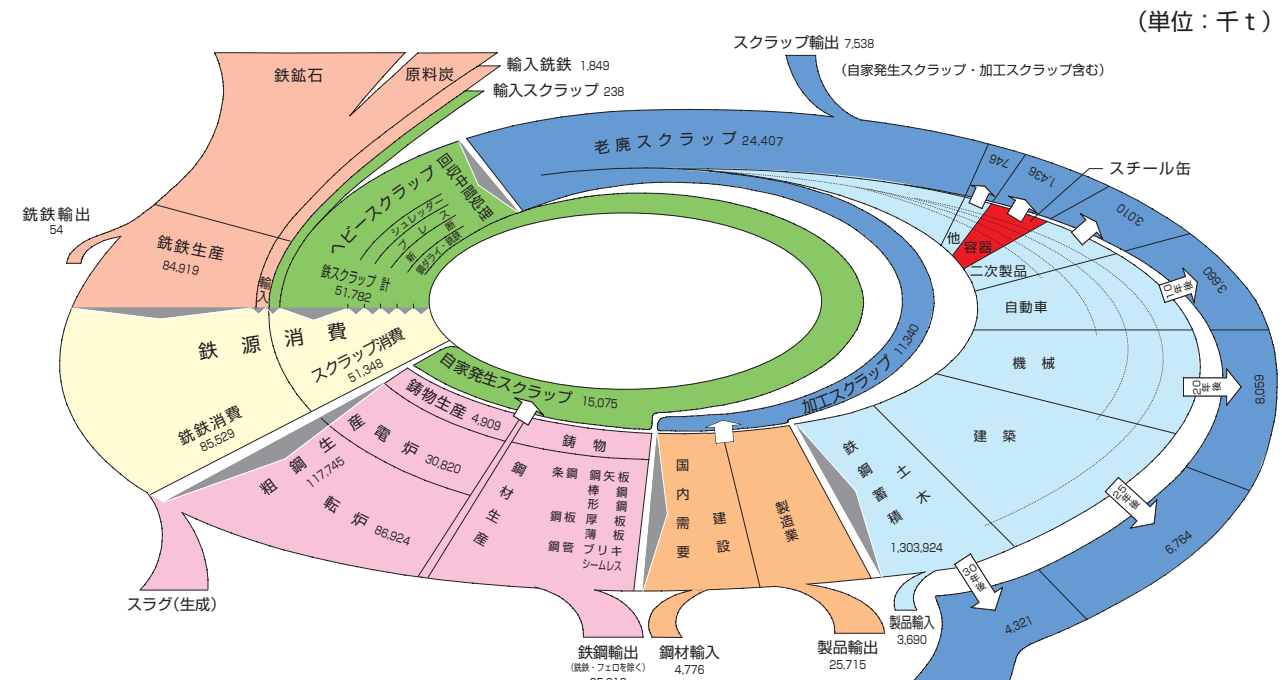 (単位：千ｔ)
スクラップ輸出 7,538
(自家発生スクラップ・加工スクラップ含む)
鉄鉱石
原料炭
輸入銑鉄 1,849
輸入スクラップ 238
老廃スクラップ 24,407
746
1,436
スチール缶
3,010
3,660
8,059
6,764
4,321
銑鉄輸出
54
銑鉄生産
84,919
輸入
ヘビースクラップ
回収中間処理
シュレッダー
プレス
新断
鋼ダライ・銑鉄
鉄スクラップ 計
51,782
他
容器
二次製品
自動車
機械
建築
土木
鉄鋼蓄積
1,303,924
10年後
20年後
25年後
30年後
鉄源消費
スクラップ消費
51,348
銑鉄消費
85,529
自家発生スクラップ 15,075
加工スクラップ 11,340
鋳物生産 4,909
粗鋼生産
117,745
電炉 30,820
転炉 86,924
鋳物
鋼材生産
条鋼 鋼矢板
棒鋼
形鋼
鋼板 厚板
薄板
鋼管 ブリキ
シームレス
国内需要
建設
製造業
スラグ(生成)
鉄鋼輸出
(銑鉄・フェロを除く)
鋼材輸入
4,776
製品輸出
25,715
製品輸入
3,690